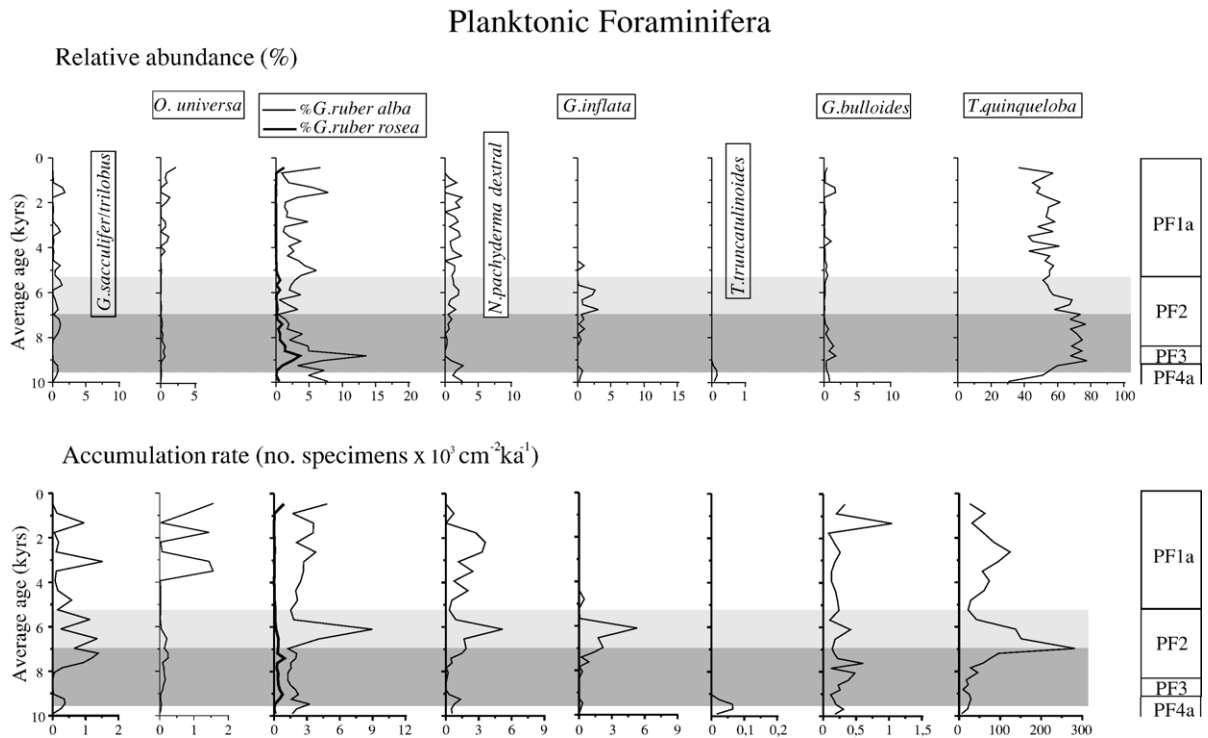 Planktonic Foraminifera
Relative abundance (%)
O. universa
%G.ruber alba
%G.ruber rosea
G.inflata
G.bulloides
T.quinqueloba
G.sacculifer/trilobus
N.pachyderma dextral
T.truncatulinoides
Average age (kyrs)
0
2
4
6
8
10
PF1a
PF2
PF3
PF4a
0 5 10
0 5
0 5 10 15 20
0 5 10
0 5 10 15
0 1
0 5 10
0 20 40 60 80 100
Accumulation rate (no. specimens x 10³ cm⁻² ka⁻¹)
Average age (kyrs)
0
2
4
6
8
10
PF1a
PF2
PF3
PF4a
0 1 2
0 1 2
0 3 6 9 12
0 3 6 9
0 3 6 9
0 0,1 0,2
0 0,5 1 1,5
0 100 200 300